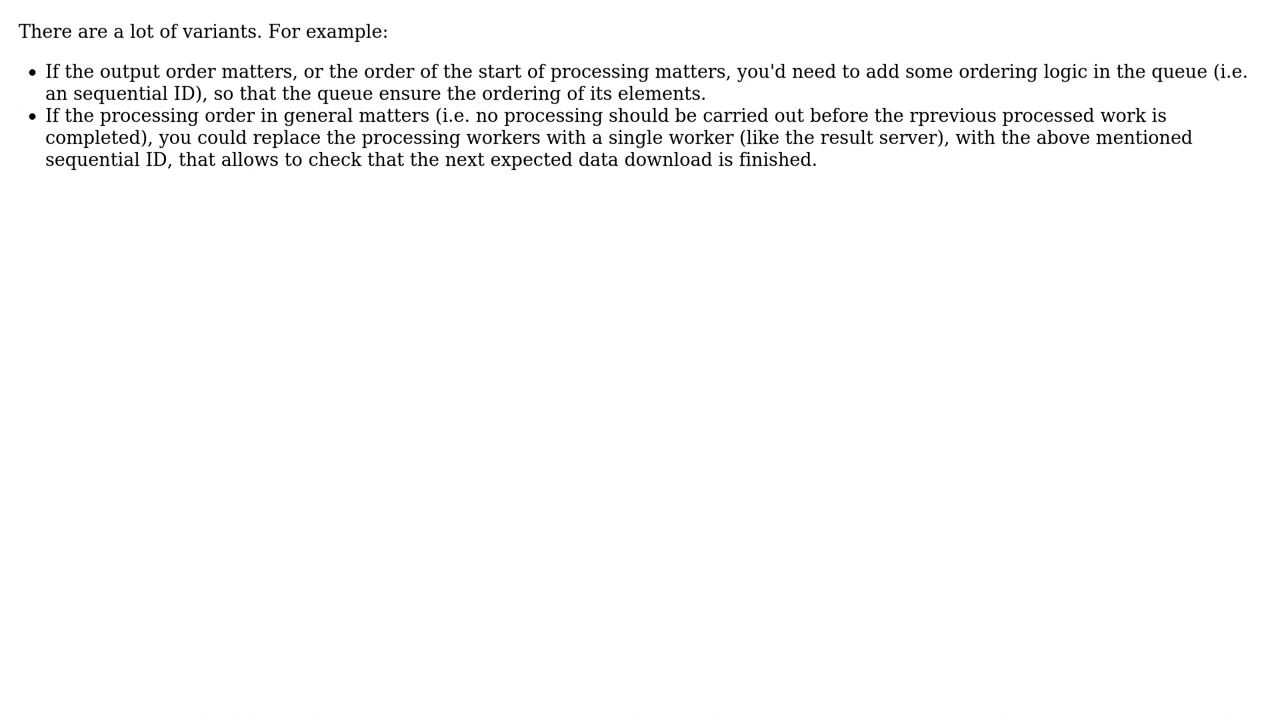 There are a lot of variants. For example:
• If the output order matters, or the order of the start of processing matters, you'd need to add some ordering logic in the queue (i.e.
an sequential ID), so that the queue ensure the ordering of its elements.
• If the processing order in general matters (i.e. no processing should be carried out before the rprevious processed work is
completed), you could replace the processing workers with a single worker (like the result server), with the above mentioned
sequential ID, that allows to check that the next expected data download is finished.